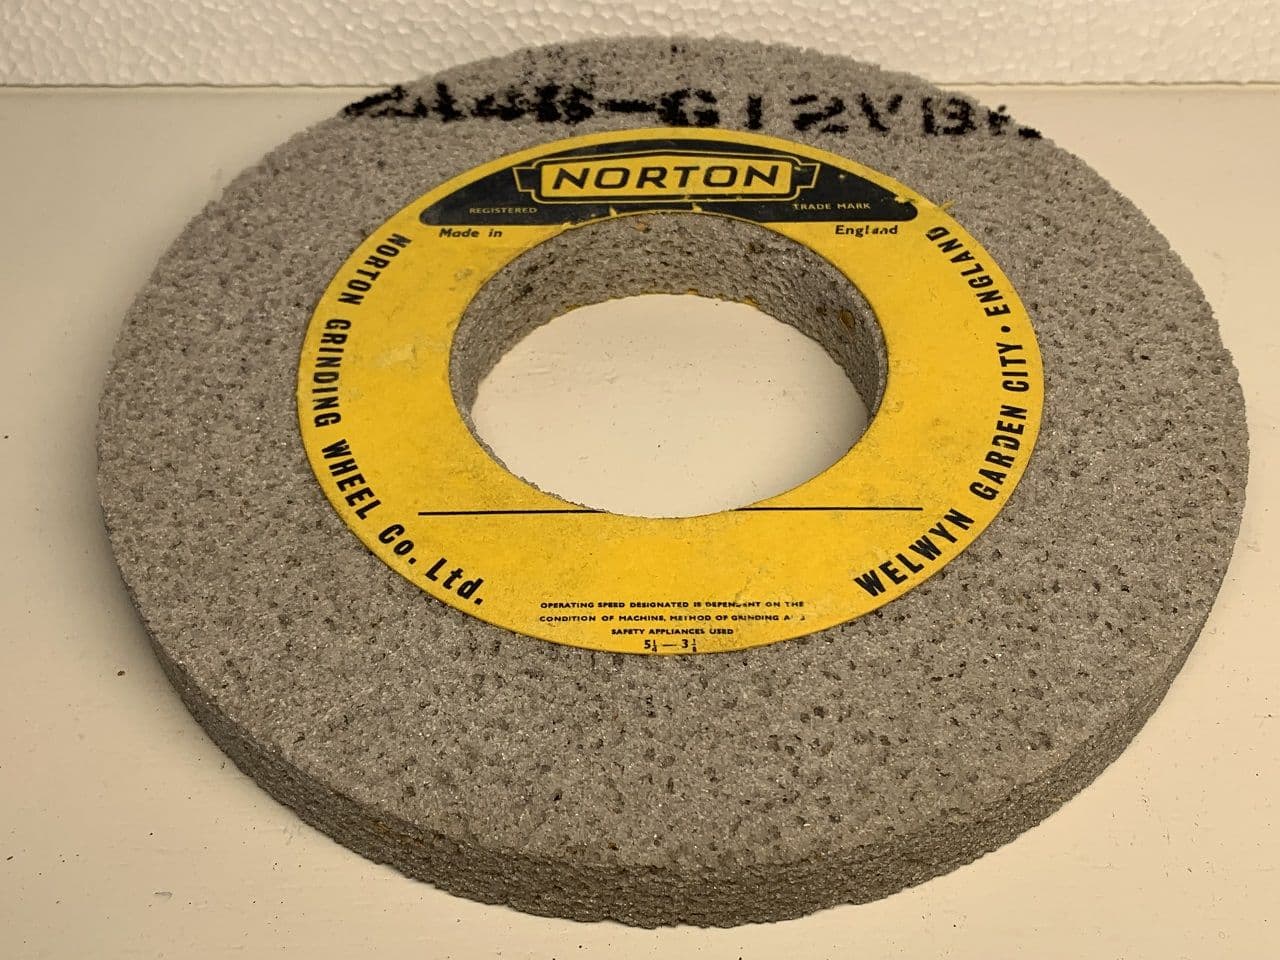 NORTON
REGISTERED TRADE MARK
Made in England
NORTON GRINDING WHEEL Co. Ltd.
WELWYN GARDEN CITY • ENGLAND
OPERATING SPEED DESIGNATED IS DEPENDENT ON THE
CONDITION OF MACHINE, METHOD OF GRINDING
SAFETY APPLIANCES USED